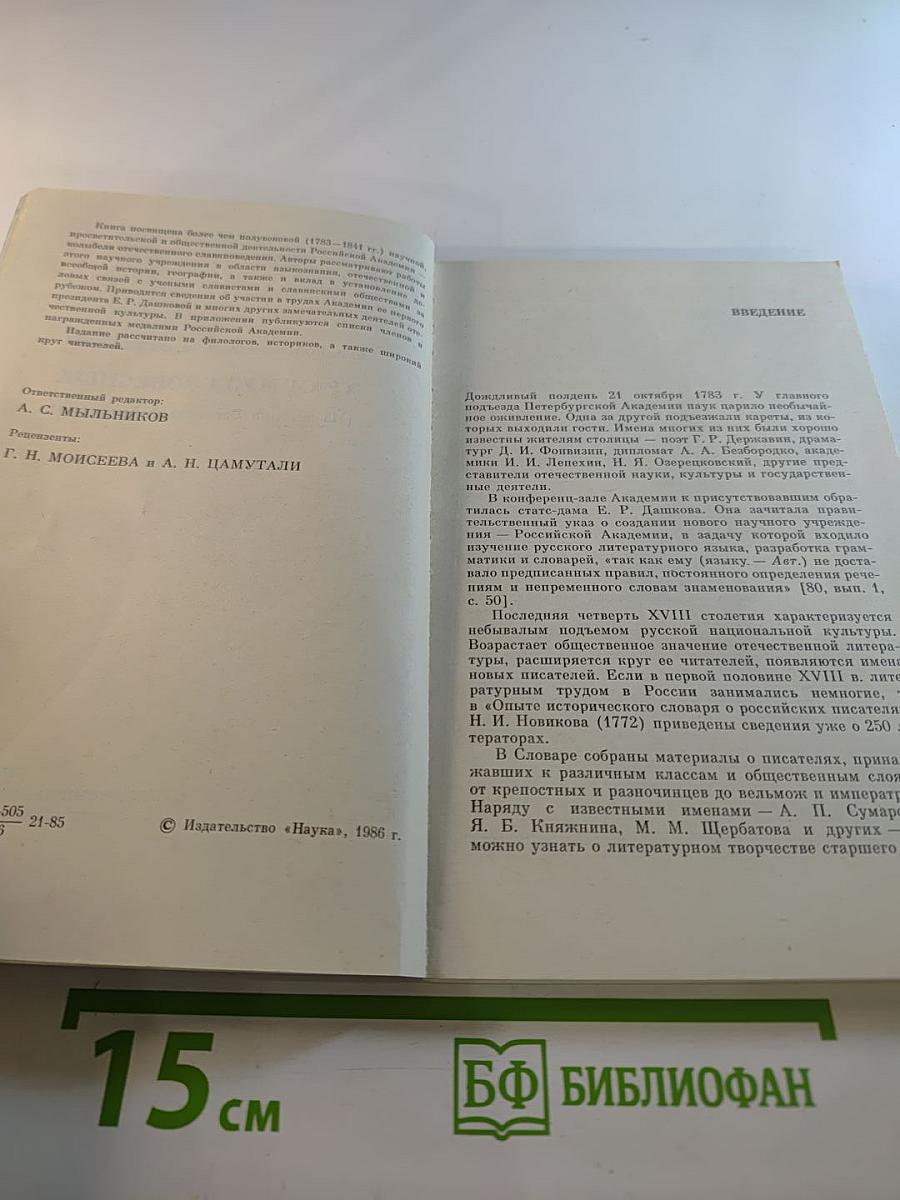 Книга посвящена более чем полувековой (1783—1841 гг.) научной,
просветительской и общественной деятельности Российской Академии —
колыбели отечественного славяноведения. Авторы рассматривают работы
этого научного учреждения в области языкознания, отечественной и
всеобщей истории, географии, а также и вклад в установление де-
ловых связей с учеными славистами и славянскими обществами за
рубежом. Приводятся сведения об участии в трудах Академии ее первого
президента Е. Р. Дашковой и многих других замечательных деятелей оте-
чественной культуры. В приложении публикуются списки членов и
награжденных медалями Российской Академии.
Издание рассчитано на филологов, историков, а также широкий
круг читателей.
Ответственный редактор:
А. С. МЫЛЬНИКОВ
Рецензенты:
Г. Н. МОИСЕЕВА и А. Н. ЦАМУТАЛИ
505
6 21-85
© Издательство «Наука», 1986 г.
ВВЕДЕНИЕ
Дождливый полдень 21 октября 1783 г. У главного
подъезда Петербургской Академии наук царило необычай-
ное оживление. Одна за другой подъезжали кареты, из ко-
торых выходили гости. Имена многих из них были хорошо
известны жителям столицы — поэт Г. Р. Державин, драма-
тург Д. И. Фонвизин, дипломат А. А. Безбородко, акаде-
мики И. И. Лепехин, Н. Я. Озерецковский, другие пред-
ставители отечественной науки, культуры и государствен-
ные деятели.
В конференц-зале Академии к присутствовавшим обра-
тилась статс-дама Е. Р. Дашкова. Она зачитала прави-
тельственный указ о создании нового научного учрежде-
ния — Российской Академии, в задачу которой входило
изучение русского литературного языка, разработка грам-
матики и словарей, «так как ему (языку. — Авт.) не доста-
вало предписанных правил, постоянного определения рече-
ниям и непременного словам знаменования» [80, вып. 1,
с. 50].
Последняя четверть XVIII столетия характеризуется
небывалым подъемом русской национальной культуры.
Возрастает общественное значение отечественной литера-
туры, расширяется круг ее читателей, появляются имена
новых писателей. Если в первой половине XVIII в. лите
ратурным трудом в России занимались немногие,
в «Опыте исторического словаря о российских писателя
Н. И. Новикова (1772) приведены сведения уже о 250
тераторах.
В Словаре собраны материалы о писателях, прина
жавших к различным классам и общественным слоя
от крепостных и разночинцев до вельмож и императр
Наряду с известными именами — А. П. Сумаро
Я. Б. Княжнина, М. М. Щербатова и других —
можно узнать о литературном творчестве старшего
15 см
БФ БИБЛИОФАН